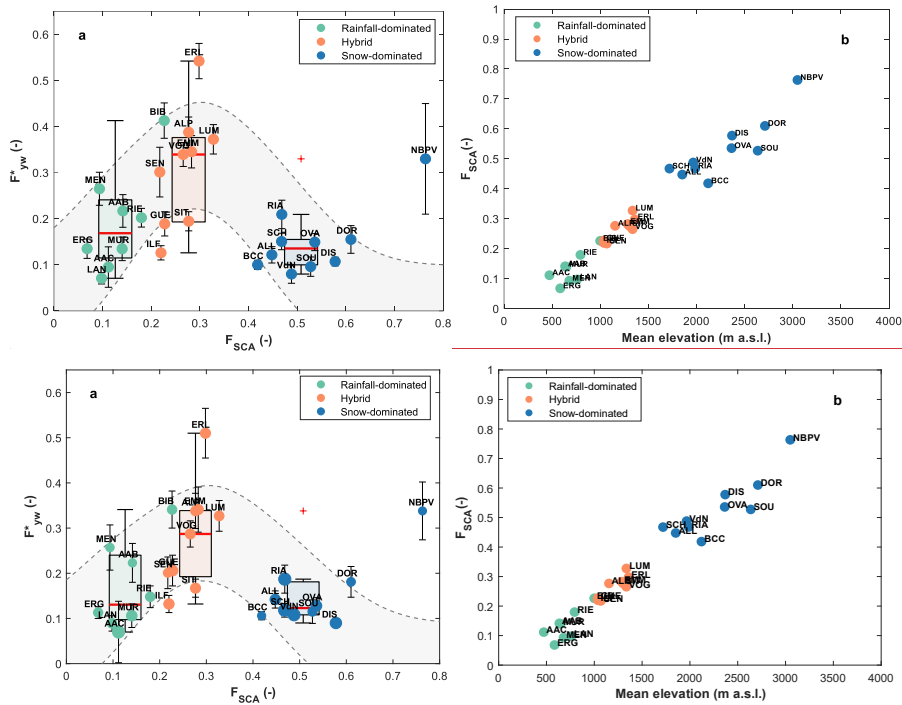 a
Rainfall-dominated
Hybrid
Snow-dominated
ERL
BIB
ALP
LUM
EMM
VOG
SEN
NBPV
MEN
AAB
RIE
SIT
GUE
RIA
ERG
MUR
ILF
SCH
OVA
DOR
AAC
ALL
LAN
BCC
VdN
SOU
DIS
0.6
0.5
0.4
0.3
0.2
0.1
0
F*yw (-)
0 0.1 0.2 0.3 0.4 0.5 0.6 0.7 0.8
FSCA (-)
b
Rainfall-dominated
Hybrid
Snow-dominated
NBPV
DIS
DOR
VdN
OVA
SOU
SCH
RIA
ALL
BCC
LUM
ERL
VOG
RIE
AAC
MEN
LAN
ERG
1
0.9
0.8
0.7
0.6
0.5
0.4
0.3
0.2
0.1
0
FSCA(-)
0 500 1000 1500 2000 2500 3000 3500 4000
Mean elevation (m a.s.l.)
a
Rainfall-dominated
Hybrid
Snow-dominated
ERL
BIB
EMM
LUM
NBPV
VOG
MEN
AAB
GUE
SEN
RIA
DOR
SIT
RIE
ILF
ALL
OVA
ERG
SCH
SOU
MUR
LAN
BCC
VdN
DIS
AAC
0.6
0.5
0.4
0.3
0.2
0.1
0
F*yw (-)
0 0.1 0.2 0.3 0.4 0.5 0.6 0.7 0.8
FSCA (-)
b
Rainfall-dominated
Hybrid
Snow-dominated
NBPV
DIS
DOR
VdN
OVA
SOU
SCH
RIA
ALL
BCC
LUM
ERL
VOG
RIE
MUR
AAC
LAN
ERG
1
0.9
0.8
0.7
0.6
0.5
0.4
0.3
0.2
0.1
0
FSCA(-)
0 500 1000 1500 2000 2500 3000 3500 4000
Mean elevation (m a.s.l.)